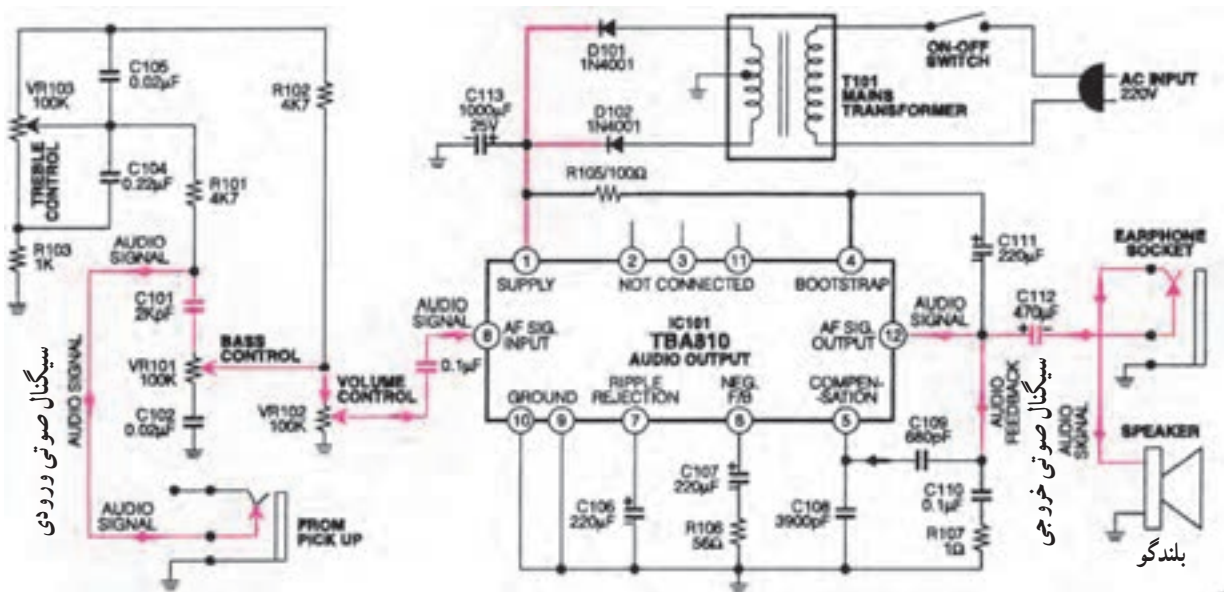 C105
0.02µF
VR103
100K
TREBLE
CONTROL
C104
0.22µF
R103
1K
R101
4K7
R102
4K7
AUDIO
SIGNAL
C101
2KpF
BASS
CONTROL
VR101
100K
C102
0.02µF
VOLUME
CONTROL
VR102
100K
AUDIO SIGNAL
سیگنال صوتی ورودی
AUDIO
SIGNAL
FROM
PICK UP
C113
1000µF
25V
D101
1N4001
D102
1N4001
T101
MAINS
TRANSFORMER
ON-OFF
SWITCH
AC INPUT
220V
R105/100Ω
1
2
3
11
4
SUPPLY
NOT CONNECTED
BOOTSTRAP
AUDIO
SIGNAL
0.1µF
8
AF SIG.
INPUT
IC101
TBA810
AUDIO OUTPUT
AF SIG.
OUTPUT
12
GROUND
RIPPLE
REJECTION
NEG.
F/B
COMPEN-
-SATION
10
9
7
6
5
AUDIO
SIGNAL
C111
220µF
C112
470µF
EARPHONE
SOCKET
C109
680pF
AUDIO
FEEDBACK
سیگنال صوتی خروجی
AUDIO
SIGNAL
SPEAKER
بلندگو
C106
220µF
C107
220µF
R106
56Ω
C108
3900pF
C110
0.1µF
R107
1Ω